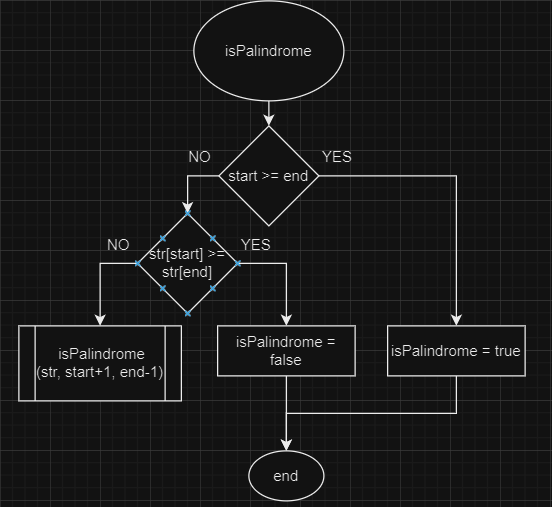 isPalindrome
NO
YES
start >= end
NO
YES
str[start] >=
str[end]
isPalindrome
(str, start+1, end-1)
isPalindrome =
false
isPalindrome = true
end